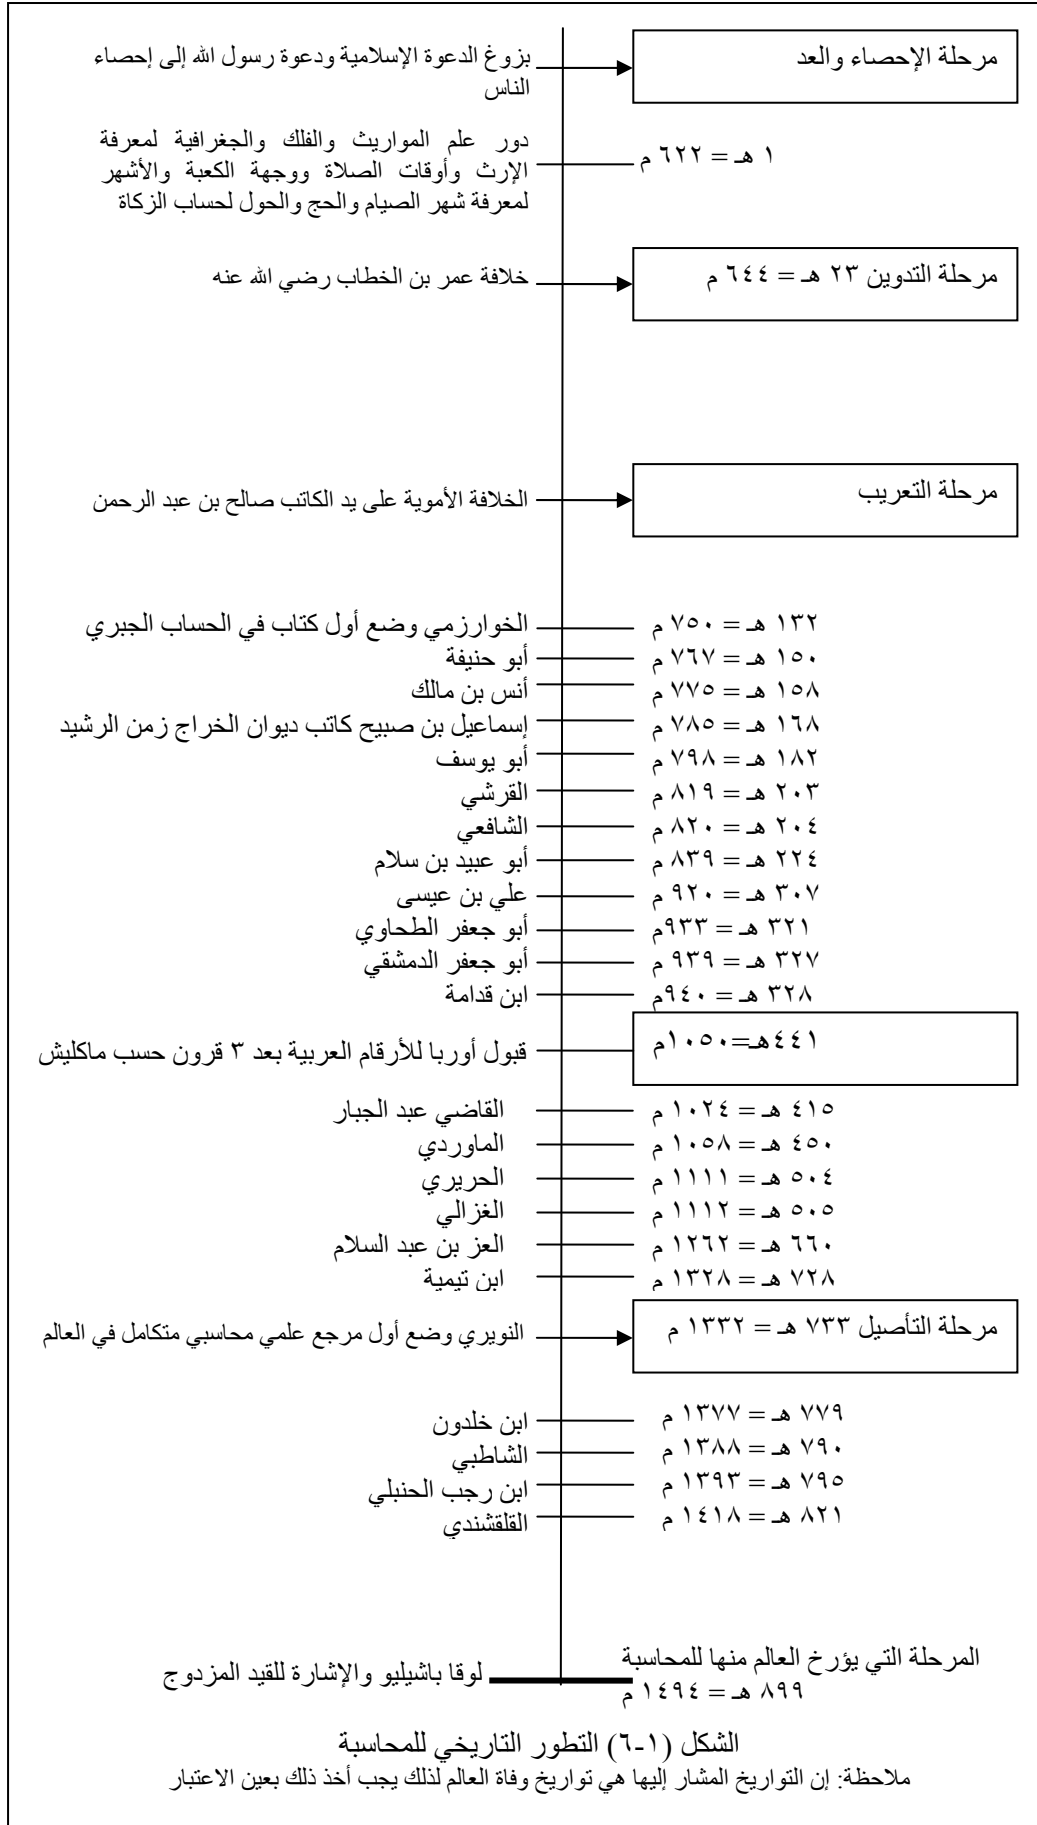 مرحلة الإحصاء والعد
بزوغ الدعوة الإسلامية ودعوة رسول الله إلى إحصاء
الناس
١ هـ = ٦٢٢ م
دور علم المواريث والفلك والجغرافية لمعرفة
الإرث وأوقات الصلاة ووجهة الكعبة والأشهر
لمعرفة شهر الصيام والحج والحول لحساب الزكاة
مرحلة التدوين ٢٣ هـ = ٦٤٤ م
خلافة عمر بن الخطاب رضي الله عنه
مرحلة التعريب
الخلافة الأموية على يد الكاتب صالح بن عبد الرحمن
١٣٢ هـ = ٧٥٠ م الخوارزمي وضع أول كتاب في الحساب الجبري
١٥٠ هـ = ٧٦٧ م أبو حنيفة
١٥٨ هـ = ٧٧٥ م أنس بن مالك
١٦٨ هـ = ٧٨٥ م إسماعيل بن صبيح كاتب ديوان الخراج زمن الرشيد
١٨٢ هـ = ٧٩٨ م أبو يوسف
٢٠٣ هـ = ٨١٩ م القرشي
٢٠٤ هـ = ٨٢٠ م الشافعي
٢٢٤ هـ = ٨٣٩ م أبو عبيد بن سلام
٣٠٧ هـ = ٩٢٠ م علي بن عيسى
٣٢١ هـ = ٩٣٣م أبو جعفر الطحاوي
٣٢٧ هـ = ٩٣٩ م أبو جعفر الدمشقي
٣٢٨ هـ = ٩٤٠م ابن قدامة
٤٤١هـ=١٠٥٠م قبول أوربا للأرقام العربية بعد ٣ قرون حسب ماكليش
٤١٥ هـ = ١٠٢٤ م القاضي عبد الجبار
٤٥٠ هـ = ١٠٥٨ م الماوردي
٥٠٤ هـ = ١١١١ م الحريري
٥٠٥ هـ = ١١١٢ م الغزالي
٦٦٠ هـ = ١٢٦٢ م العز بن عبد السلام
٧٢٨ هـ = ١٣٢٨ م ابن تيمية
مرحلة التأصيل ٧٣٣ هـ = ١٣٣٢ م النويري وضع أول مرجع علمي محاسبي متكامل في العالم
٧٧٩ هـ = ١٣٧٧ م ابن خلدون
٧٩٠ هـ = ١٣٨٨ م الشاطبي
٧٩٥ هـ = ١٣٩٣ م ابن رجب الحنبلي
٨٢١ هـ = ١٤١٨ م القلقشندي
المرحلة التي يؤرخ العالم منها للمحاسبة
٨٩٩ هـ = ١٤٩٤ م
لوقا باشيليو والإشارة للقيد المزدوج
الشكل (١-٦) التطور التاريخي للمحاسبة
ملاحظة: إن التواريخ المشار إليها هي تواريخ وفاة العالم لذلك يجب أخذ ذلك بعين الاعتبار